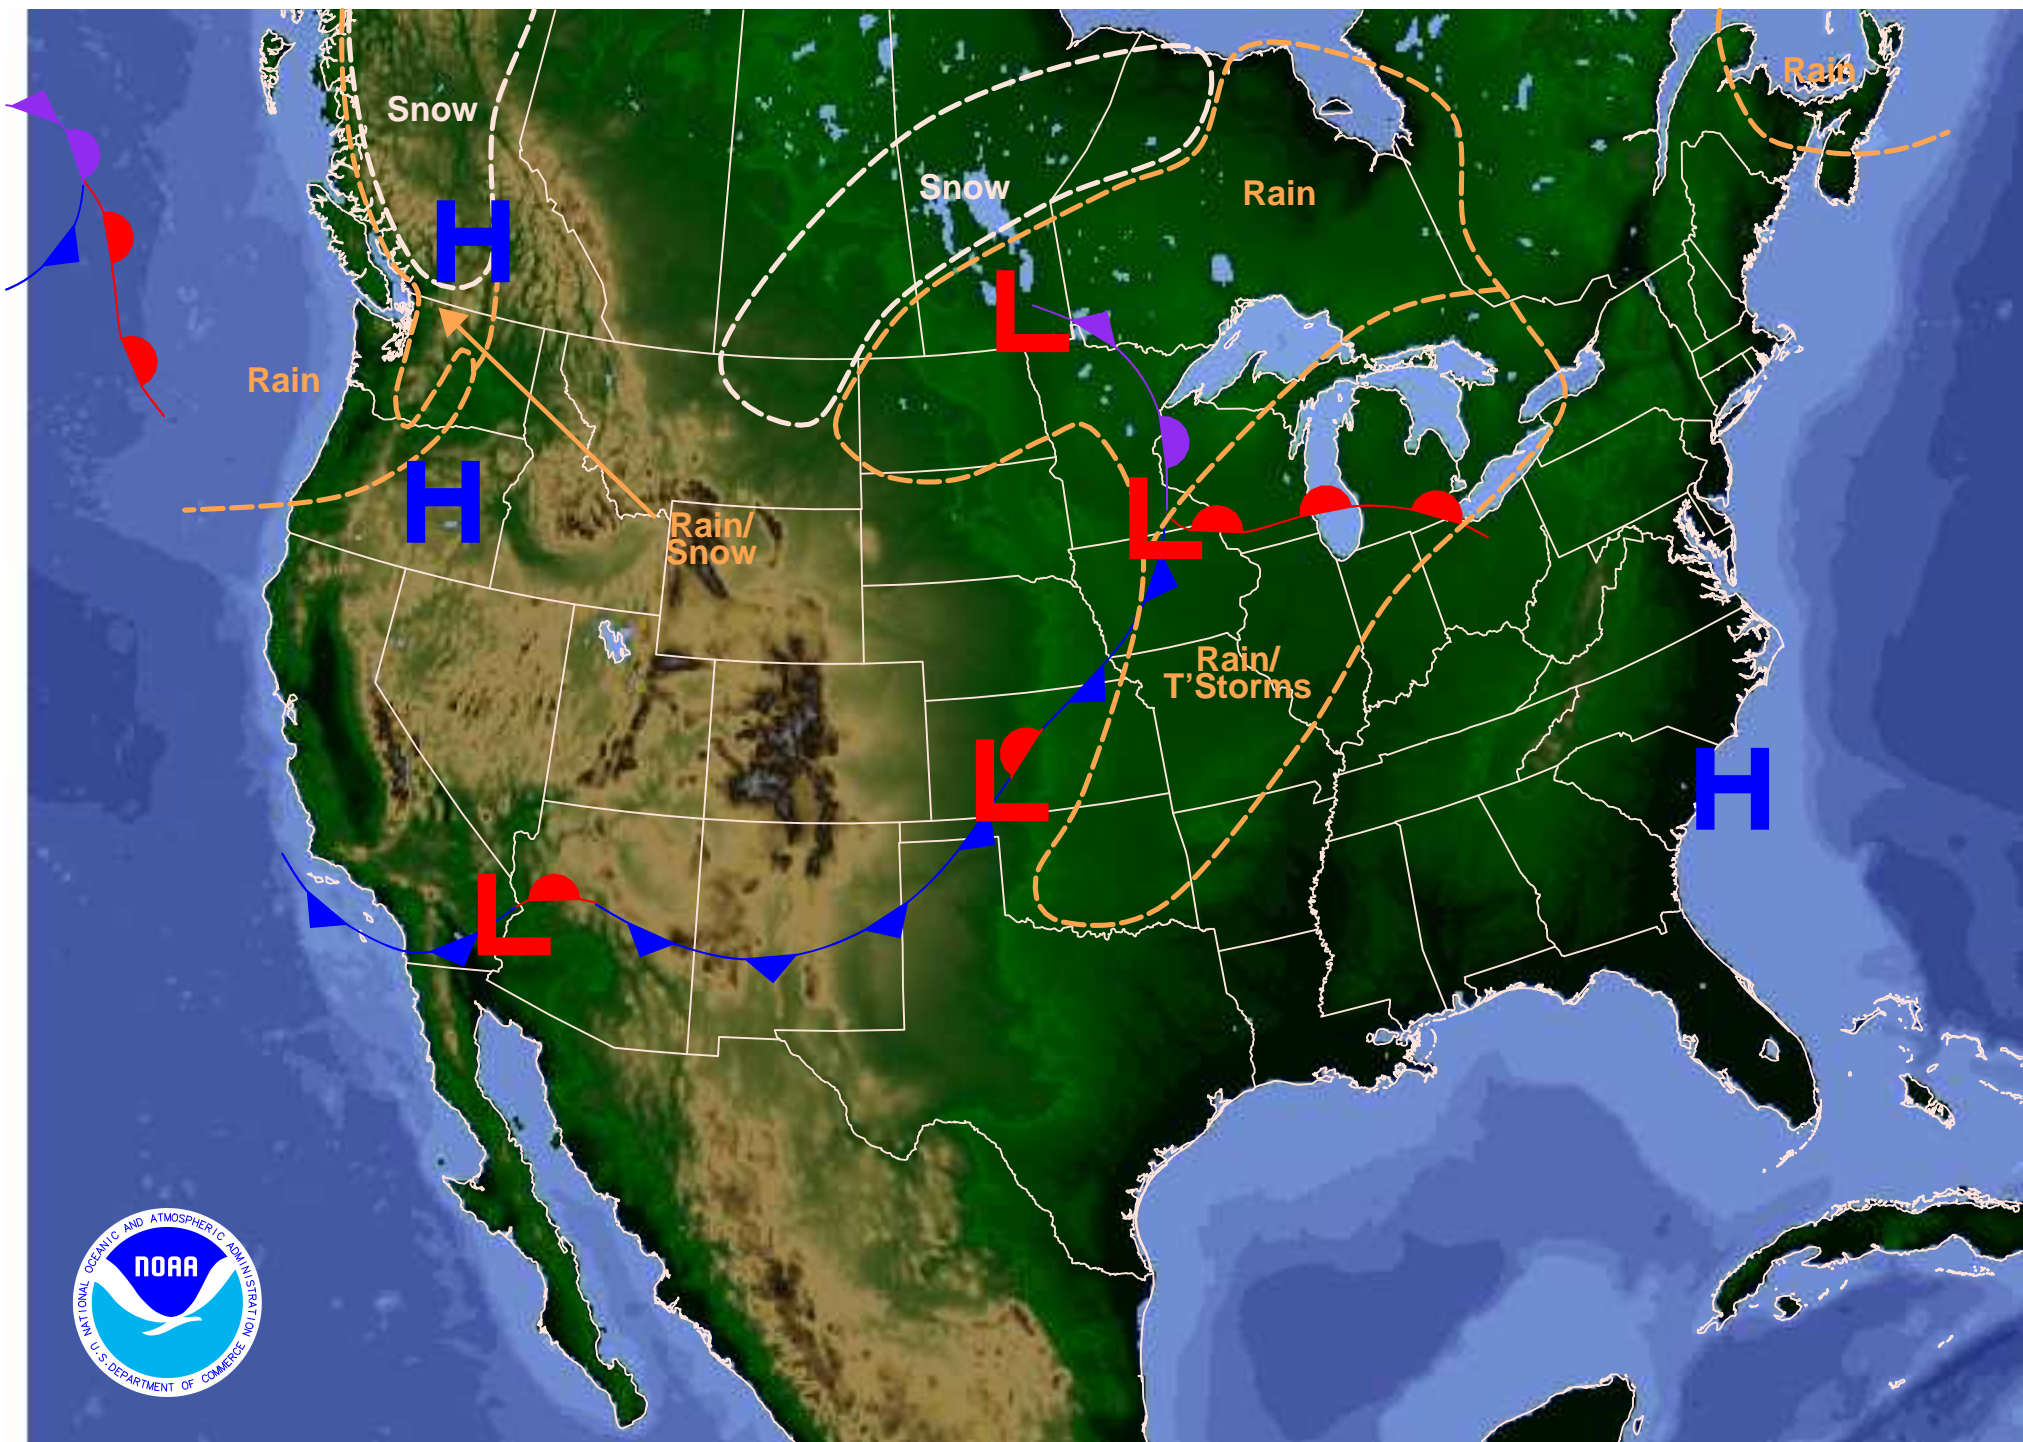 Rain
Snow
Snow
Rain
H
L
Rain
H
L
Rain/
Snow
Rain/
T'Storms
L
H
L
NATIONAL OCEANIC AND ATMOSPHERIC ADMINISTRATION
NOAA
U.S. DEPARTMENT OF COMMERCE